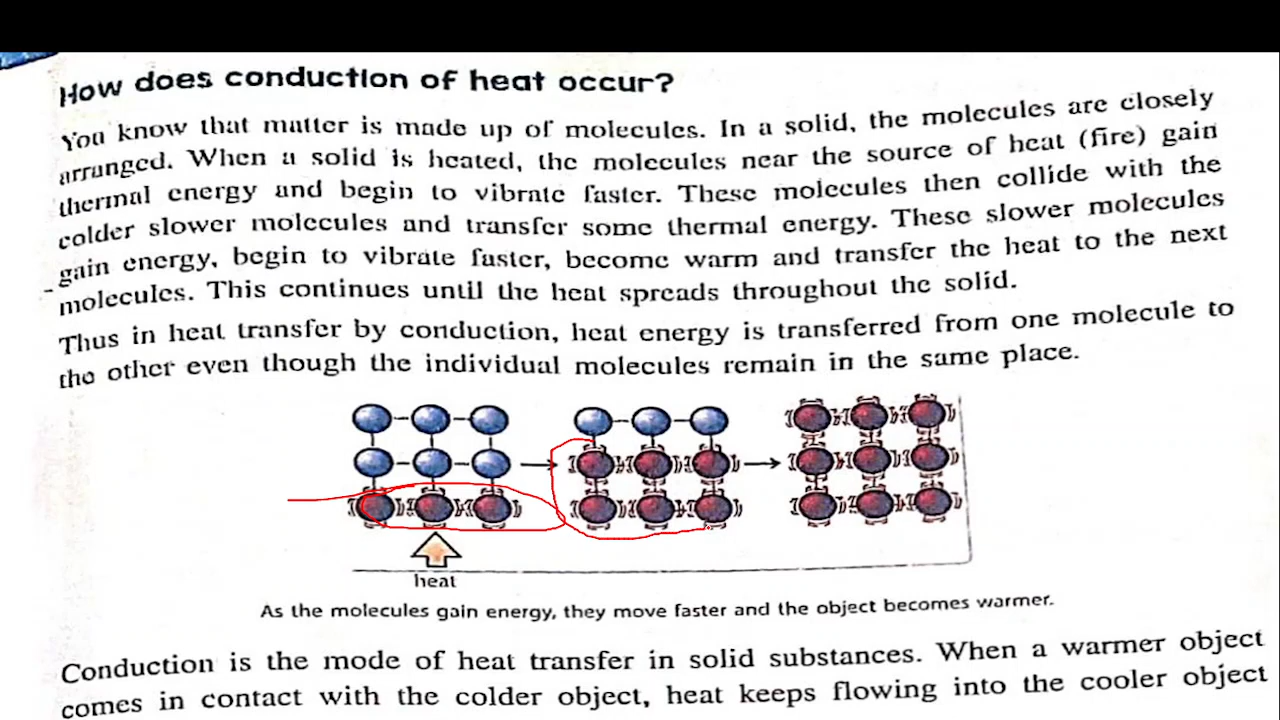 How does conduction of heat occur?
You know that matter is made up of molecules. In a solid, the molecules are closely
arranged. When a solid is heated, the molecules near the source of heat (fire) gain
thermal energy and begin to vibrate faster. These molecules then collide with the
colder slower molecules and transfer some thermal energy. These slower molecules
gain energy, begin to vibrate faster, become warm and transfer the heat to the next
molecules. This continues until the heat spreads throughout the solid.
Thus in heat transfer by conduction, heat energy is transferred from one molecule to
the other even though the individual molecules remain in the same place.
heat
As the molecules gain energy, they move faster and the object becomes warmer.
Conduction is the mode of heat transfer in solid substances. When a warmer object
comes in contact with the colder object, heat keeps flowing into the cooler object